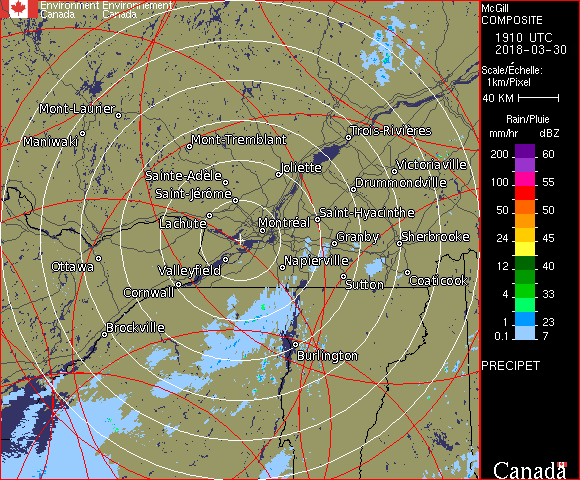 Environment Environnement
Canada Canada
Mont-Laurier
Maniwaki
Mont-Tremblant
Trois-Rivières
Victoriaville
Joliette
Sainte-Adèle
Drummondville
Saint-Jérôme
Saint-Hyacinthe
Lachute
Montréal
Granby
Sherbrooke
Ottawa
Valleyfield
Napierville
Sutton
Coaticook
Cornwall
Brockville
Burlington
McGill
COMPOSITE
1910 UTC
2018-03-30
Scale/Échelle:
1km/Pixel
40 KM
Rain/Pluie
mm/hr dBZ
200 60
155
100 55
50 50
24 45
12 40
4 33
1 23
0.1 7
PRECIPET
Canada